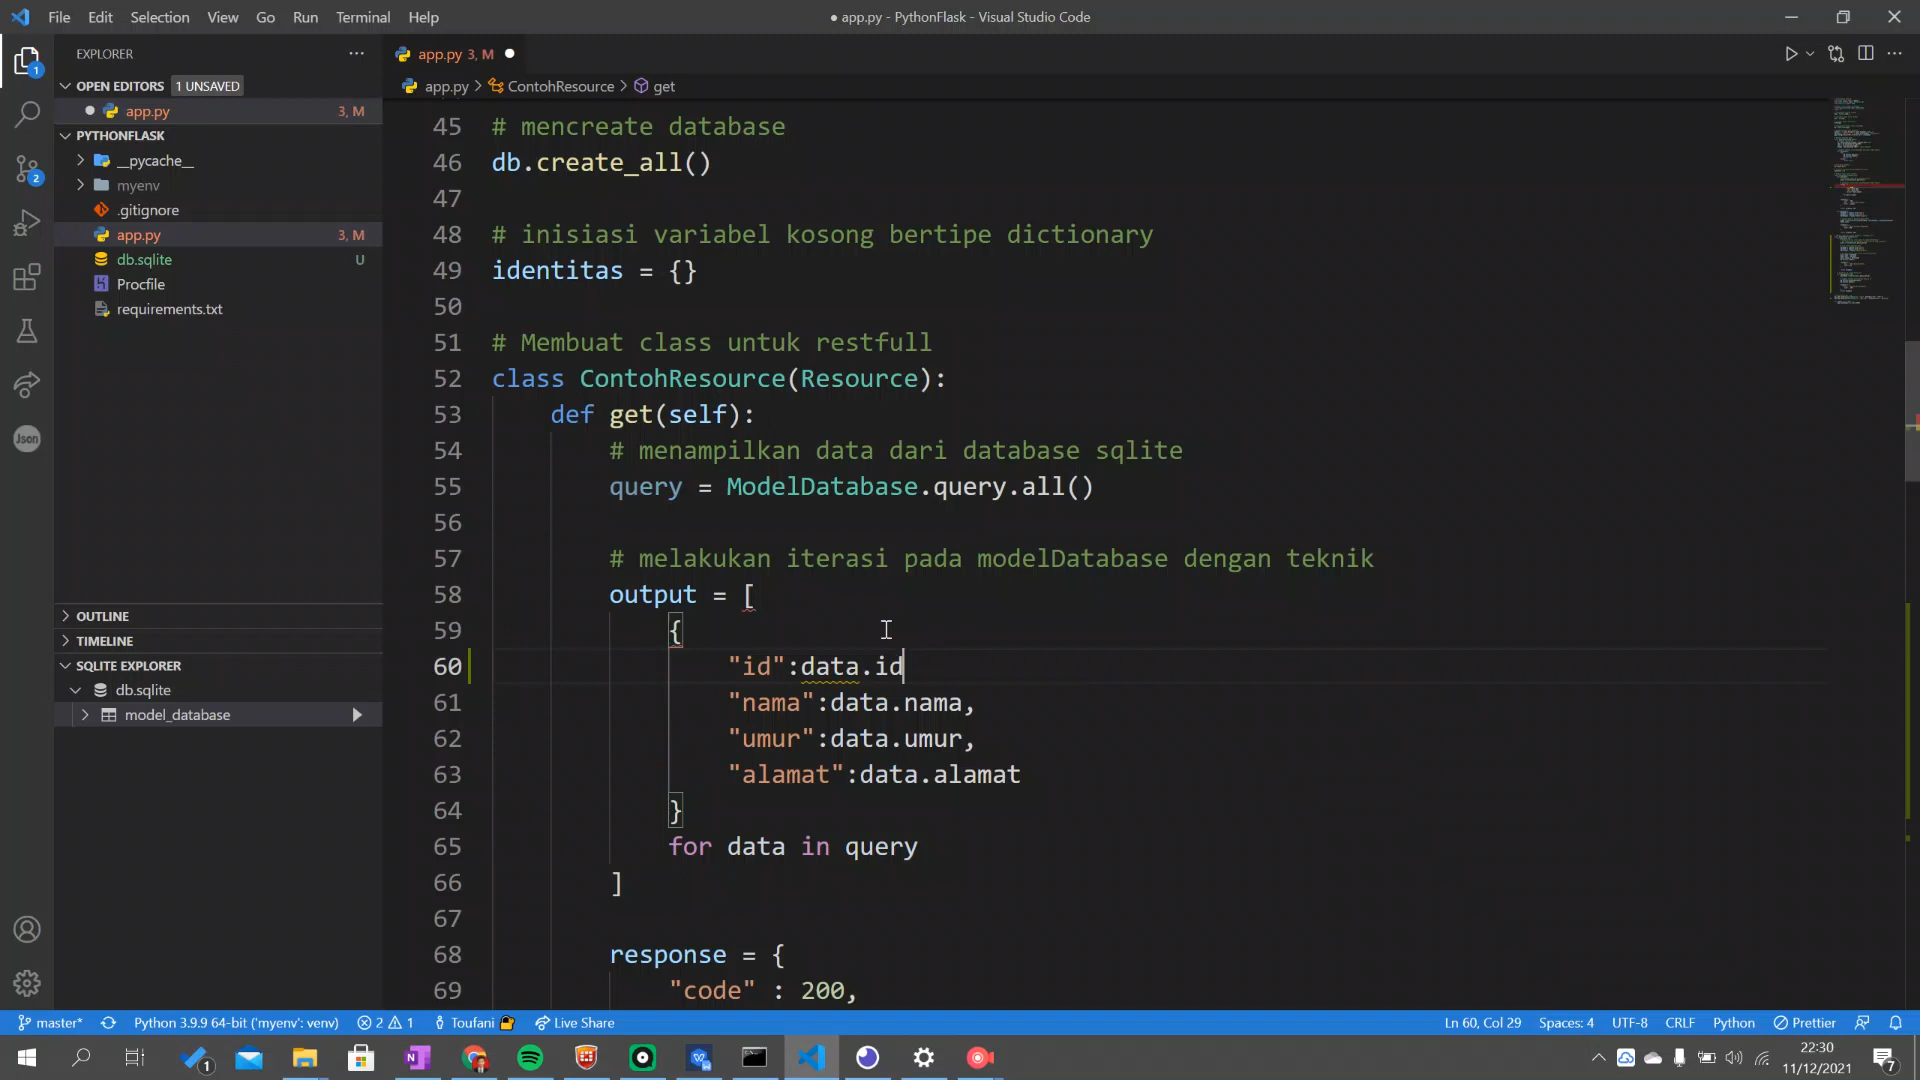 File Edit Selection View Go Run Terminal Help
● app.py - PythonFlask - Visual Studio Code
EXPLORER
OPEN EDITORS 1 UNSAVED
app.py 3, M
PYTHONFLASK
__pycache__
myenv
.gitignore
app.py 3, M
db.sqlite U
Procfile
requirements.txt
OUTLINE
TIMELINE
SQLITE EXPLORER
db.sqlite
model_database
1
2
Json
app.py 3, M
app.py > ContohResource > get
45 # mencreate database
46 db.create_all()
47
48 # inisiasi variabel kosong bertipe dictionary
49 identitas = {}
50
51 # Membuat class untuk restfull
52 class ContohResource(Resource):
53 def get(self):
54 # menampilkan data dari database sqlite
55 query = ModelDatabase.query.all()
56
57 # melakukan iterasi pada modelDatabase dengan teknik
58 output = [
59 {
60 "id":data.id
61 "nama":data.nama,
62 "umur":data.umur,
63 "alamat":data.alamat
64 }
65 for data in query
66 ]
67
68 response = {
69 "code" : 200,
master* Python 3.9.9 64-bit ('myenv': venv) 2 1 Toufani Live Share
Ln 60, Col 29 Spaces: 4 UTF-8 CRLF Python Prettier
1
22:30
11/12/2021
7